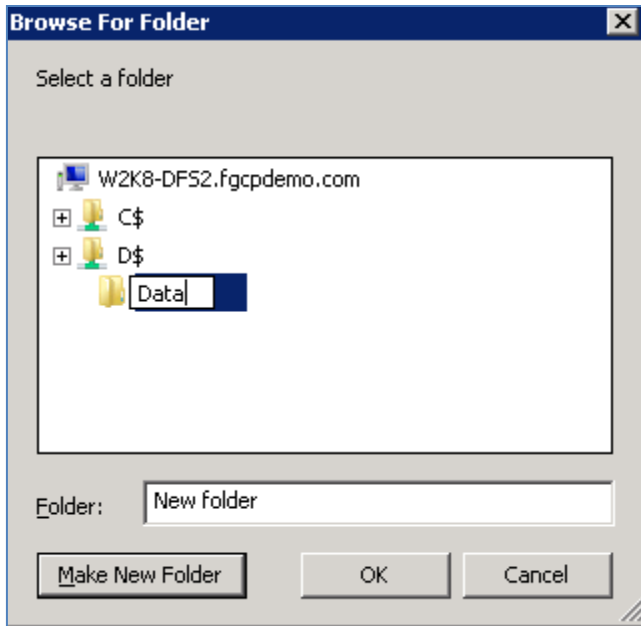 Browse For Folder
Select a folder
W2K8-DFS2.fgcpdemo.com
C$
D$
Data
Folder: New folder
Make New Folder OK Cancel